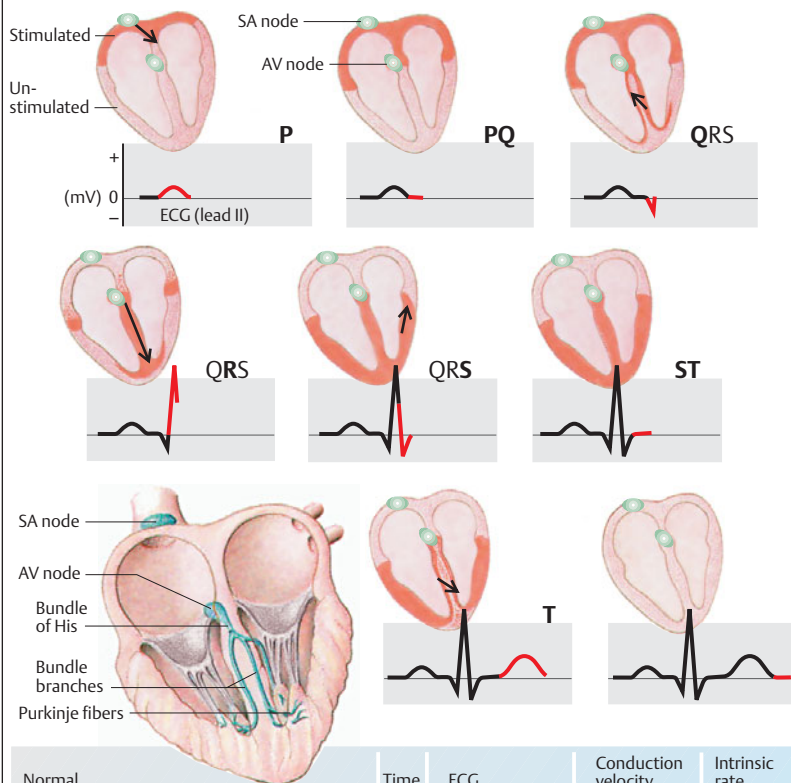 Stimulated
Un-
stimulated
SA node
AV node
P
PQ
QRS
+
(mV) 0
–
ECG (lead II)
QRS
QRS
ST
SA node
AV node
Bundle
of His
Bundle
branches
Purkinje fibers
T
Normal
Time
ECG
Conduction
velocity
Intrinsic
rate